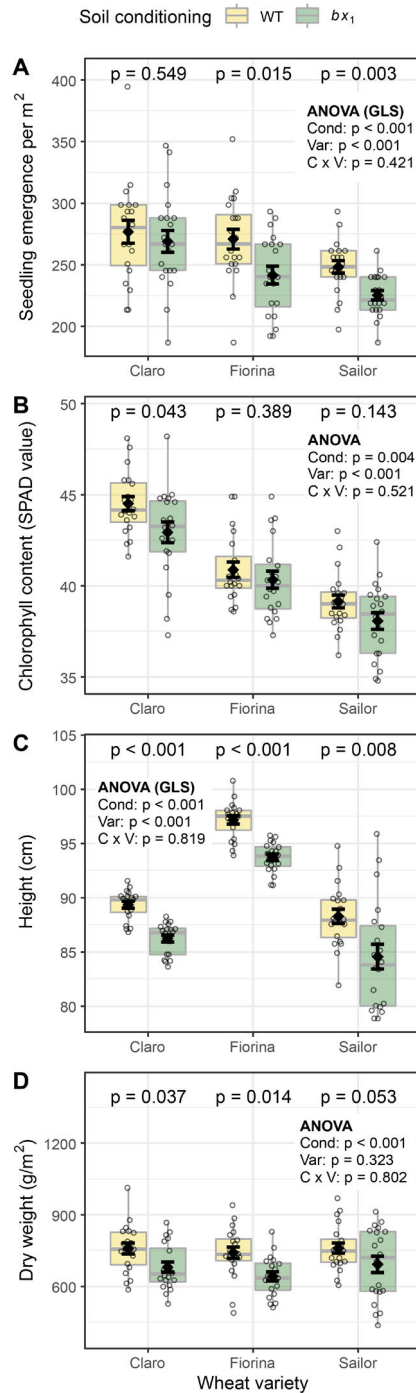 Soil conditioning WT bx₁
A
p = 0.549 p = 0.015 p = 0.003
ANOVA (GLS)
Cond: p < 0.001
Var: p < 0.001
C x V: p = 0.421
Seedling emergence per m²
400
350
300
250
200
Claro Fiorina Sailor
B
p = 0.043 p = 0.389 p = 0.143
ANOVA
Cond: p = 0.004
Var: p < 0.001
C x V: p = 0.521
Chlorophyll content (SPAD value)
50
45
40
35
Claro Fiorina Sailor
C
p < 0.001 p < 0.001 p = 0.008
ANOVA (GLS)
Cond: p < 0.001
Var: p < 0.001
C x V: p = 0.819
Height (cm)
105
100
95
90
85
80
Claro Fiorina Sailor
D
p = 0.037 p = 0.014 p = 0.053
ANOVA
Cond: p < 0.001
Var: p = 0.323
C x V: p = 0.802
Dry weight (g/m²)
1200
900
600
Claro Fiorina Sailor
Wheat variety